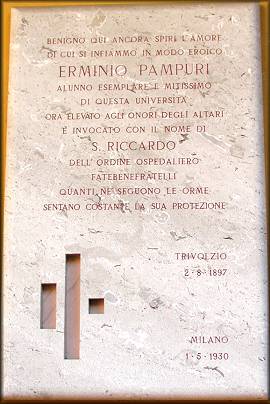 BENIGNO QUI ANCORA SPIRI L'AMORE
DI CUI SI INFIAMMO IN MODO EROICO
ERMINIO PAMPURI
ALUNNO ESEMPLARE E MITISSIMO
DI QUESTA UNIVERSITA
ORA ELEVATO AGLI ONORI DEGLI ALTARI
E INVOCATO CON IL NOME DI
S. RICCARDO
DELL'ORDINE OSPEDALIERO
FATEBENEFRATELLI
QUANTI NE SEGUONO LE ORME
SENTANO COSTANTE LA SUA PROTEZIONE
TRIVOLZIO
2-8-1897
MILANO
1-5-1930